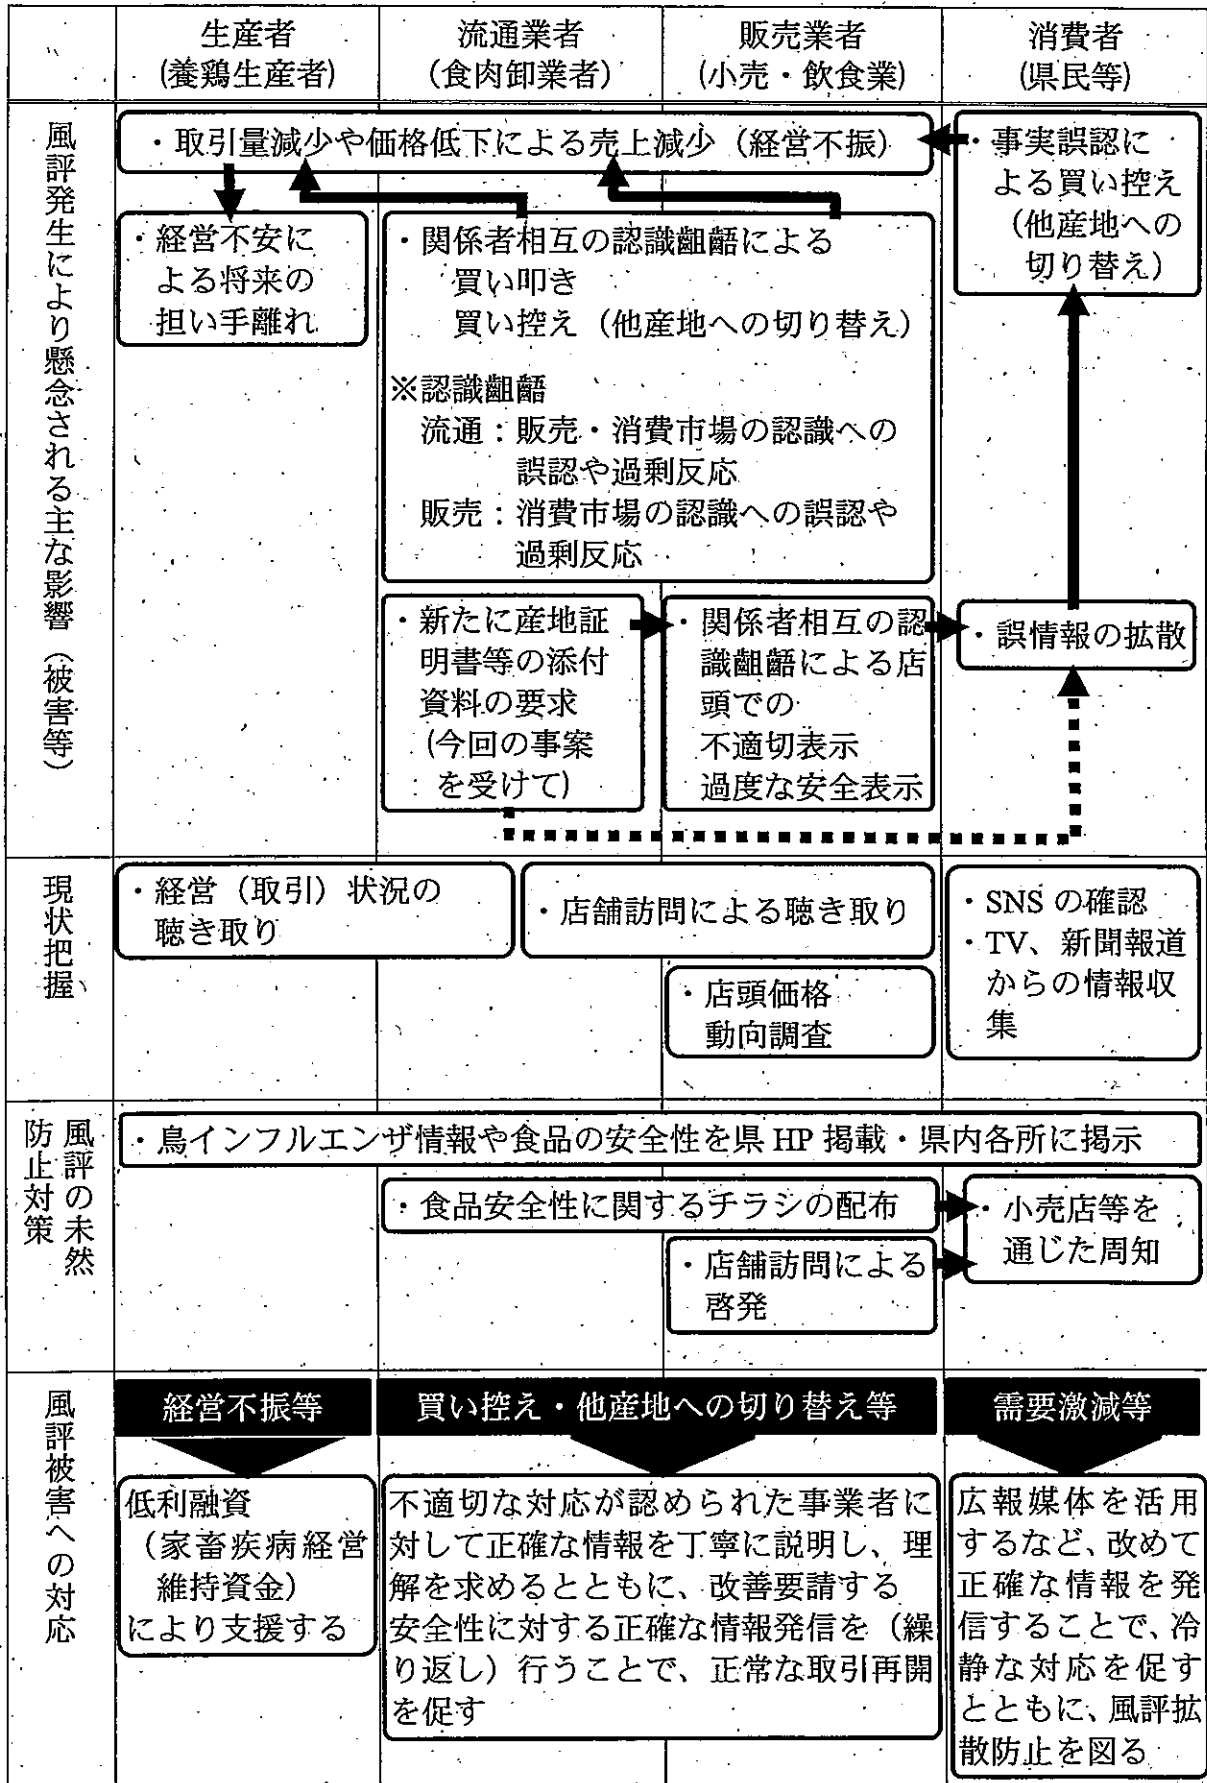 生産者
(養鶏生産者)
流通業者
(食肉卸業者)
販売業者
(小売・飲食業)
消費者
(県民等)
風評発生により懸念される主な影響（被害等）
・取引量減少や価格低下による売上減少（経営不振）
・経営不安に
よる将来の
担い手離れ
・関係者相互の認識齟齬による
買い叩き
買い控え（他産地への切り替え）
※認識齟齬
流通：販売・消費市場の認識への
誤認や過剰反応
販売：消費市場の認識への誤認や
過剰反応
・事実誤認に
よる買い控え
（他産地への
切り替え）
・新たに産地証
明書等の添付
資料の要求
(今回の事案
を受けて)
・関係者相互の認
識齟齬による店
頭での
不適切表示
過度な安全表示
・誤情報の拡散
現状把握
・経営（取引）状況の
聴き取り
・店舗訪問による聴き取り
・店頭価格
動向調査
・SNS の確認
・TV、新聞報道
からの情報収
集
風評の未然
防止対策
・鳥インフルエンザ情報や食品の安全性を県 HP 掲載・県内各所に掲示
・食品安全性に関するチラシの配布
・店舗訪問による
啓発
・小売店等を
通じた周知
風評被害への対応
経営不振等
低利融資
（家畜疾病経営
維持資金）
により支援する
買い控え・他産地への切り替え等
不適切な対応が認められた事業者に
対して正確な情報を丁寧に説明し、理
解を求めるとともに、改善要請する
安全性に対する正確な情報発信を（繰
り返し）行うことで、正常な取引再開
を促す
需要激減等
広報媒体を活用
するなど、改めて
正確な情報を発
信することで、冷
静な対応を促す
とともに、風評拡
散防止を図る